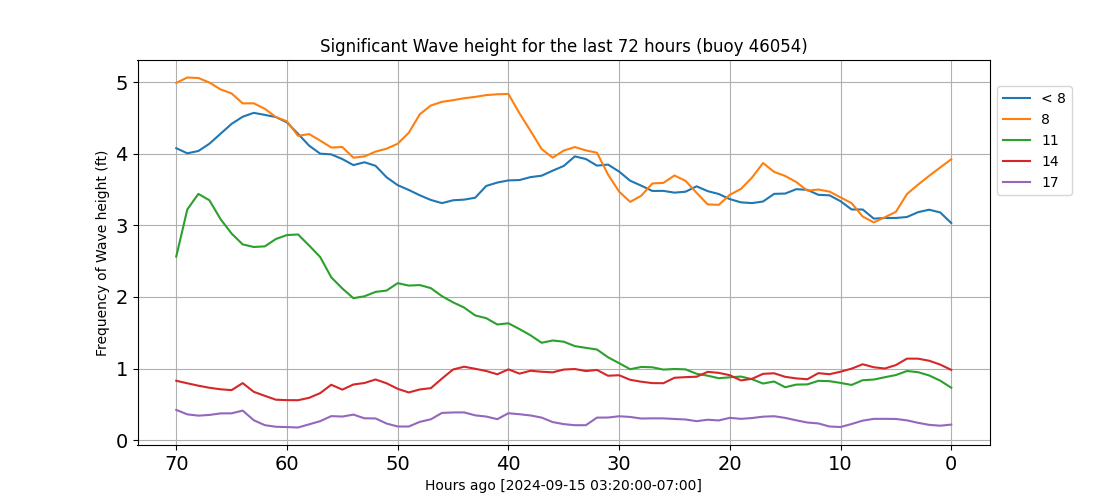 Significant Wave height for the last 72 hours (buoy 46054)
Frequency of Wave height (ft)
5
4
3
2
1
0
70 60 50 40 30 20 10 0
Hours ago [2024-09-15 03:20:00-07:00]
< 8
8
11
14
17